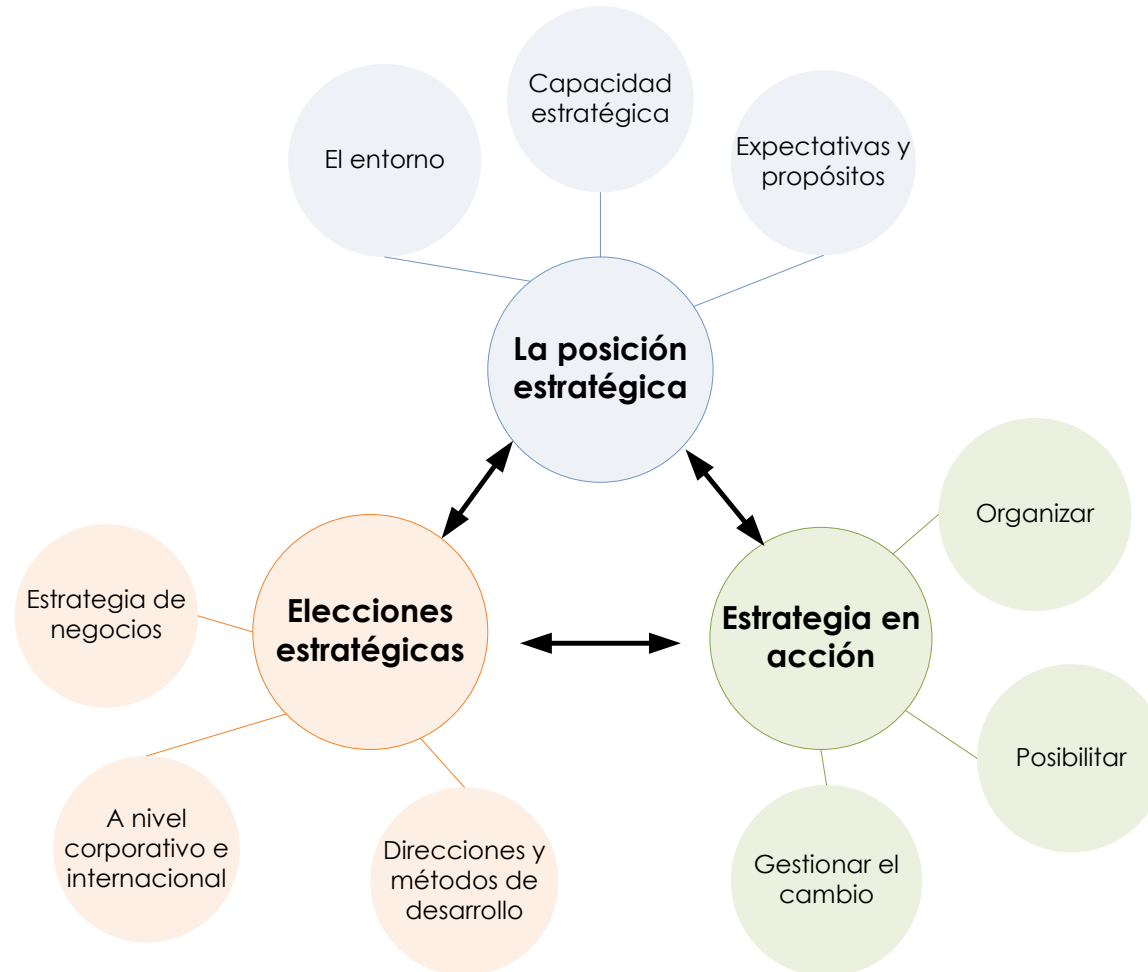 Capacidad
estratégica
El entorno
Expectativas y
propósitos
La posición
estratégica
Organizar
Estrategia de
negocios
Elecciones
estratégicas
Estrategia en
acción
Posibilitar
A nivel
corporativo e
internacional
Direcciones y
métodos de
desarrollo
Gestionar el
cambio